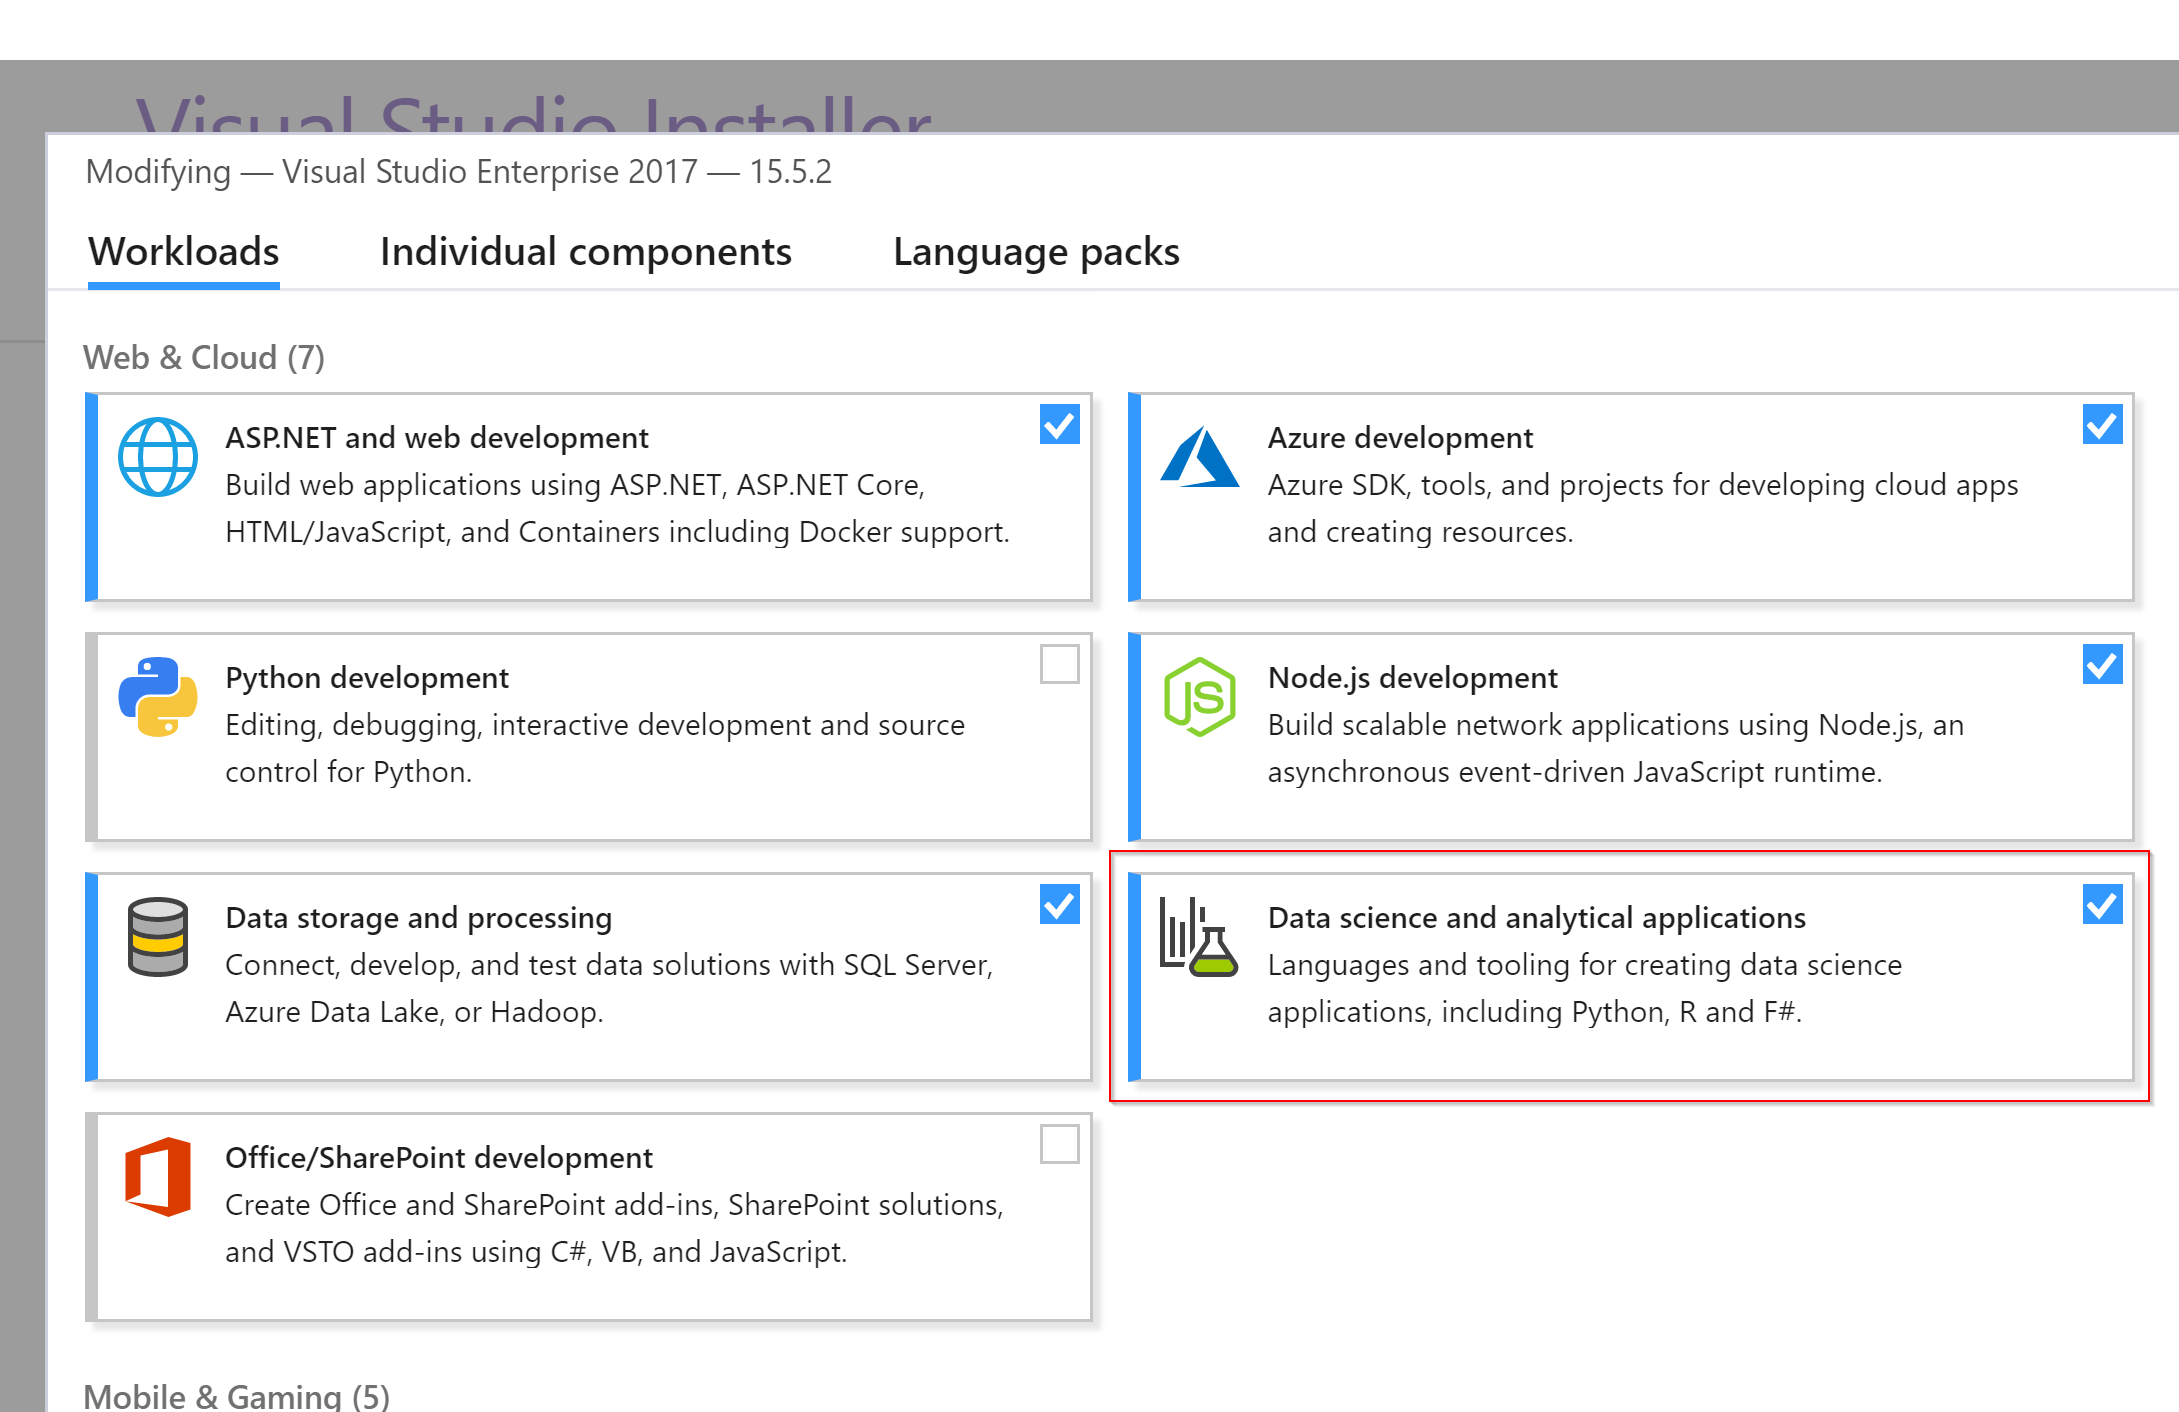 Visual Studio Installer
Modifying — Visual Studio Enterprise 2017 — 15.5.2
Workloads Individual components Language packs
Web & Cloud (7)
ASP.NET and web development
Build web applications using ASP.NET, ASP.NET Core,
HTML/JavaScript, and Containers including Docker support.
Azure development
Azure SDK, tools, and projects for developing cloud apps
and creating resources.
Python development
Editing, debugging, interactive development and source
control for Python.
JS
Node.js development
Build scalable network applications using Node.js, an
asynchronous event-driven JavaScript runtime.
Data storage and processing
Connect, develop, and test data solutions with SQL Server,
Azure Data Lake, or Hadoop.
Data science and analytical applications
Languages and tooling for creating data science
applications, including Python, R and F#.
Office/SharePoint development
Create Office and SharePoint add-ins, SharePoint solutions,
and VSTO add-ins using C#, VB, and JavaScript.
Mobile & Gaming (5)